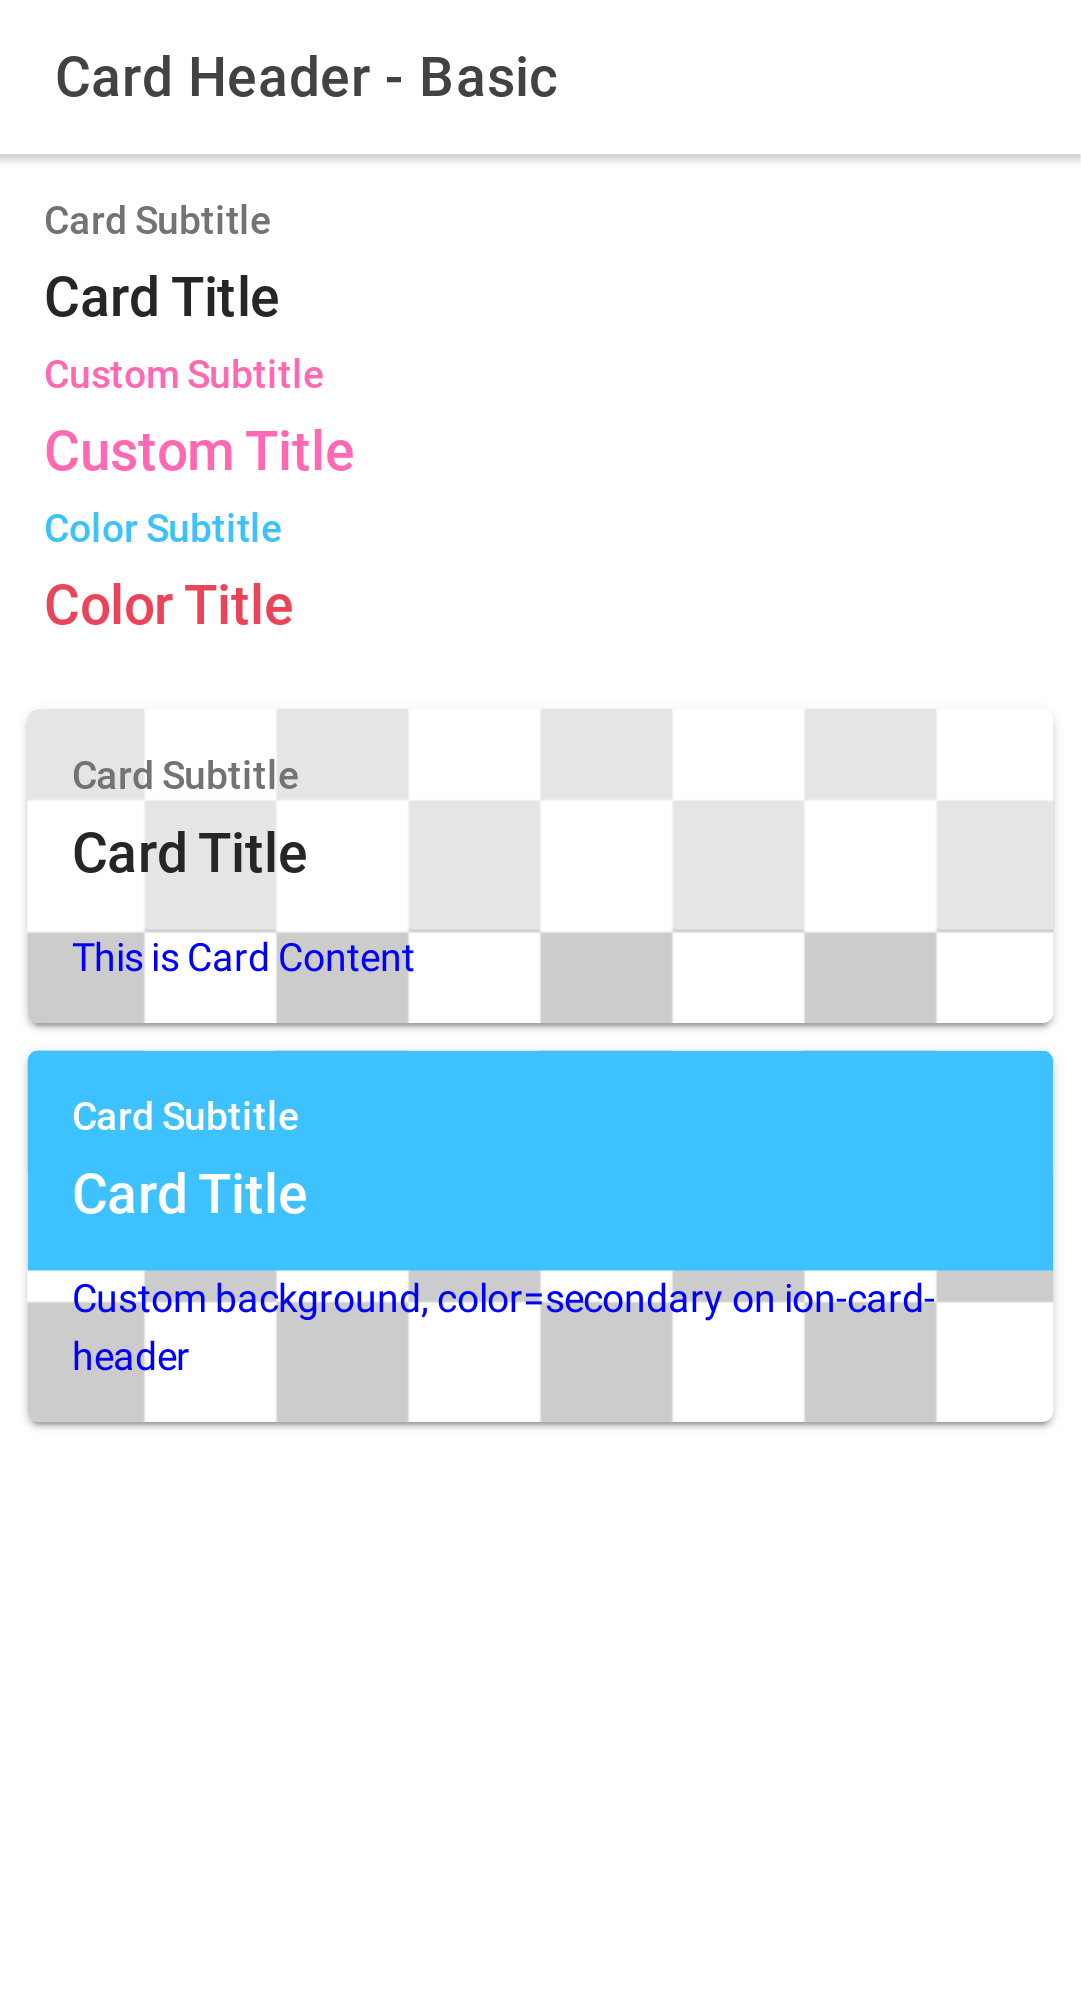 Card Header - Basic
Card Subtitle
Card Title
Custom Subtitle
Custom Title
Color Subtitle
Color Title
Card Subtitle
Card Title
This is Card Content
Card Subtitle
Card Title
Custom background, color=secondary on ion-card-
header